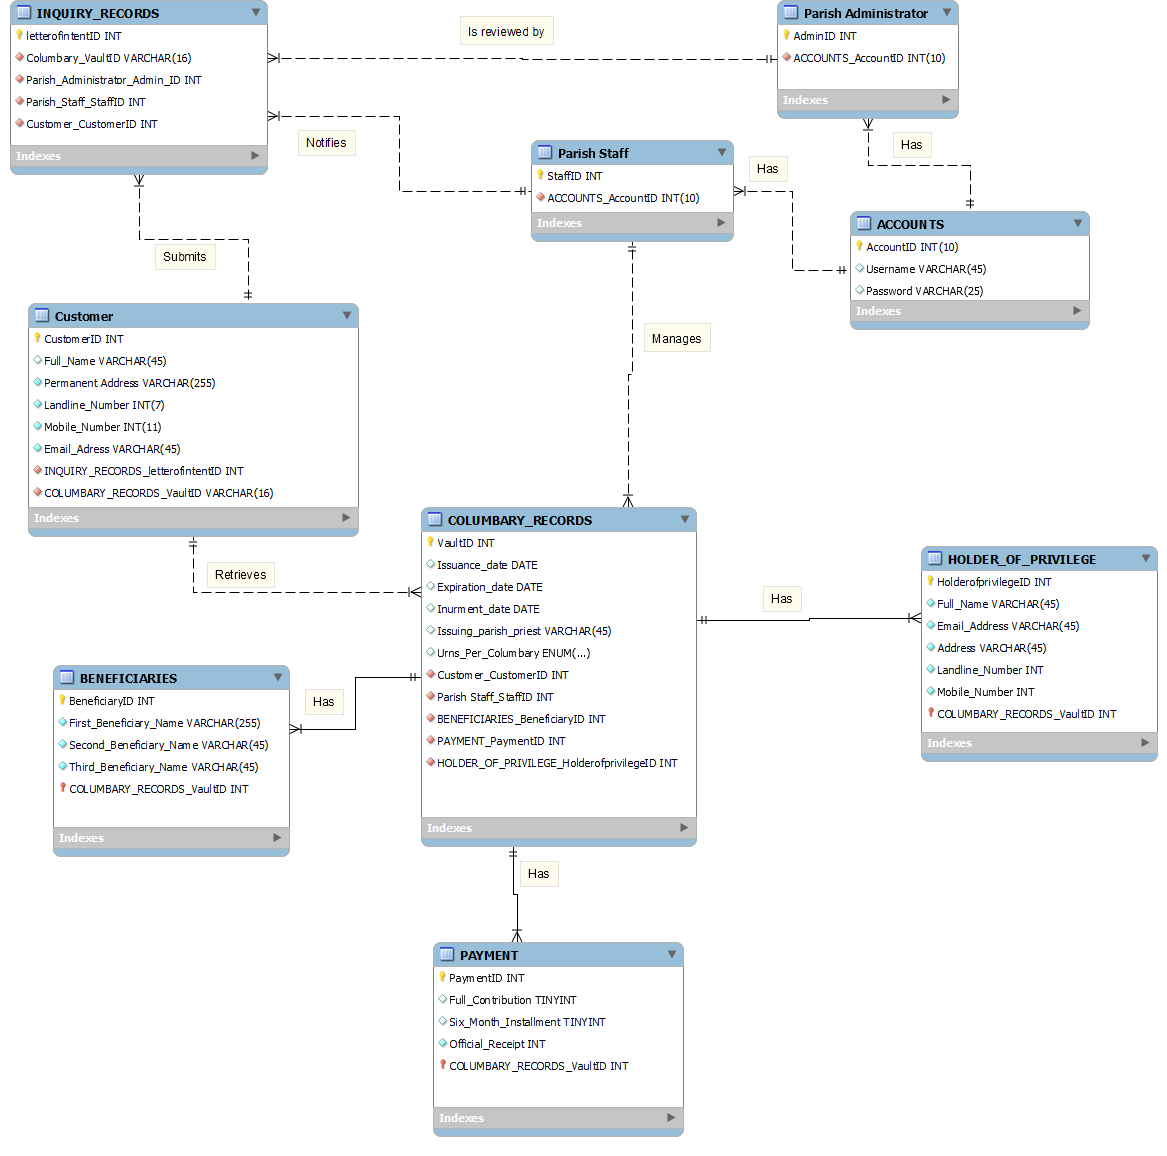 INQUIRY_RECORDS
letterofintentID INT
Columbary_VaultID VARCHAR(16)
Parish_Administrator_Admin_ID INT
Parish_Staff_StaffID INT
Customer_CustomerID INT
Indexes
Is reviewed by
Parish Administrator
AdminID INT
ACCOUNTS_AccountID INT(10)
Indexes
Notifies
Has
Parish Staff
StaffID INT
ACCOUNTS_AccountID INT(10)
Indexes
Has
ACCOUNTS
AccountID INT(10)
Username VARCHAR(45)
Password VARCHAR(25)
Indexes
Submits
Customer
CustomerID INT
Full_Name VARCHAR(45)
Permanent Address VARCHAR(255)
Landline_Number INT(7)
Mobile_Number INT(11)
Email_Adress VARCHAR(45)
INQUIRY_RECORDS_letterofintentID INT
COLUMBARY_RECORDS_VaultID VARCHAR(16)
Indexes
Manages
Retrieves
COLUMBARY_RECORDS
VaultID INT
Issuance_date DATE
Expiration_date DATE
Inurment_date DATE
Issuing_parish_priest VARCHAR(45)
Urns_Per_Columbary ENUM(...)
Customer_CustomerID INT
Parish Staff_StaffID INT
BENEFICIARIES_BeneficiaryID INT
PAYMENT_PaymentID INT
HOLDER_OF_PRIVILEGE_HolderofprivilegeID INT
Indexes
Has
HOLDER_OF_PRIVILEGE
HolderofprivilegeID INT
Full_Name VARCHAR(45)
Email_Address VARCHAR(45)
Address VARCHAR(45)
Landline_Number INT
Mobile_Number INT
COLUMBARY_RECORDS_VaultID INT
Indexes
BENEFICIARIES
BeneficiaryID INT
First_Beneficiary_Name VARCHAR(255)
Second_Beneficiary_Name VARCHAR(45)
Third_Beneficiary_Name VARCHAR(45)
COLUMBARY_RECORDS_VaultID INT
Indexes
Has
Has
PAYMENT
PaymentID INT
Full_Contribution TINYINT
Six_Month_Installment TINYINT
Official_Receipt INT
COLUMBARY_RECORDS_VaultID INT
Indexes